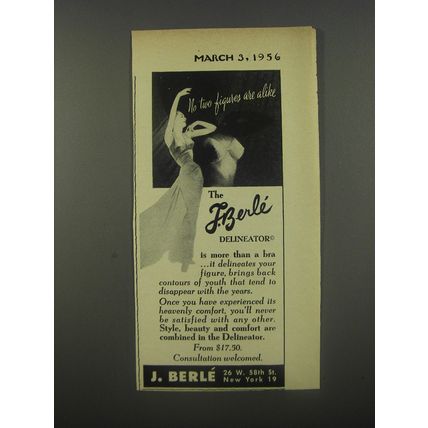 MARCH 3, 1956
No two figures are alike
The
J. Berlé
DELINEATOR©
is more than a bra
...it delineates your
figure, brings back
contours of youth that tend to
disappear with the years.
Once you have experienced its
heavenly comfort, you'll never
be satisfied with any other.
Style, beauty and comfort are
combined in the Delineator.
From $17.50.
Consultation welcomed.
J. BERLÉ
26 W. 58th St.
New York 19